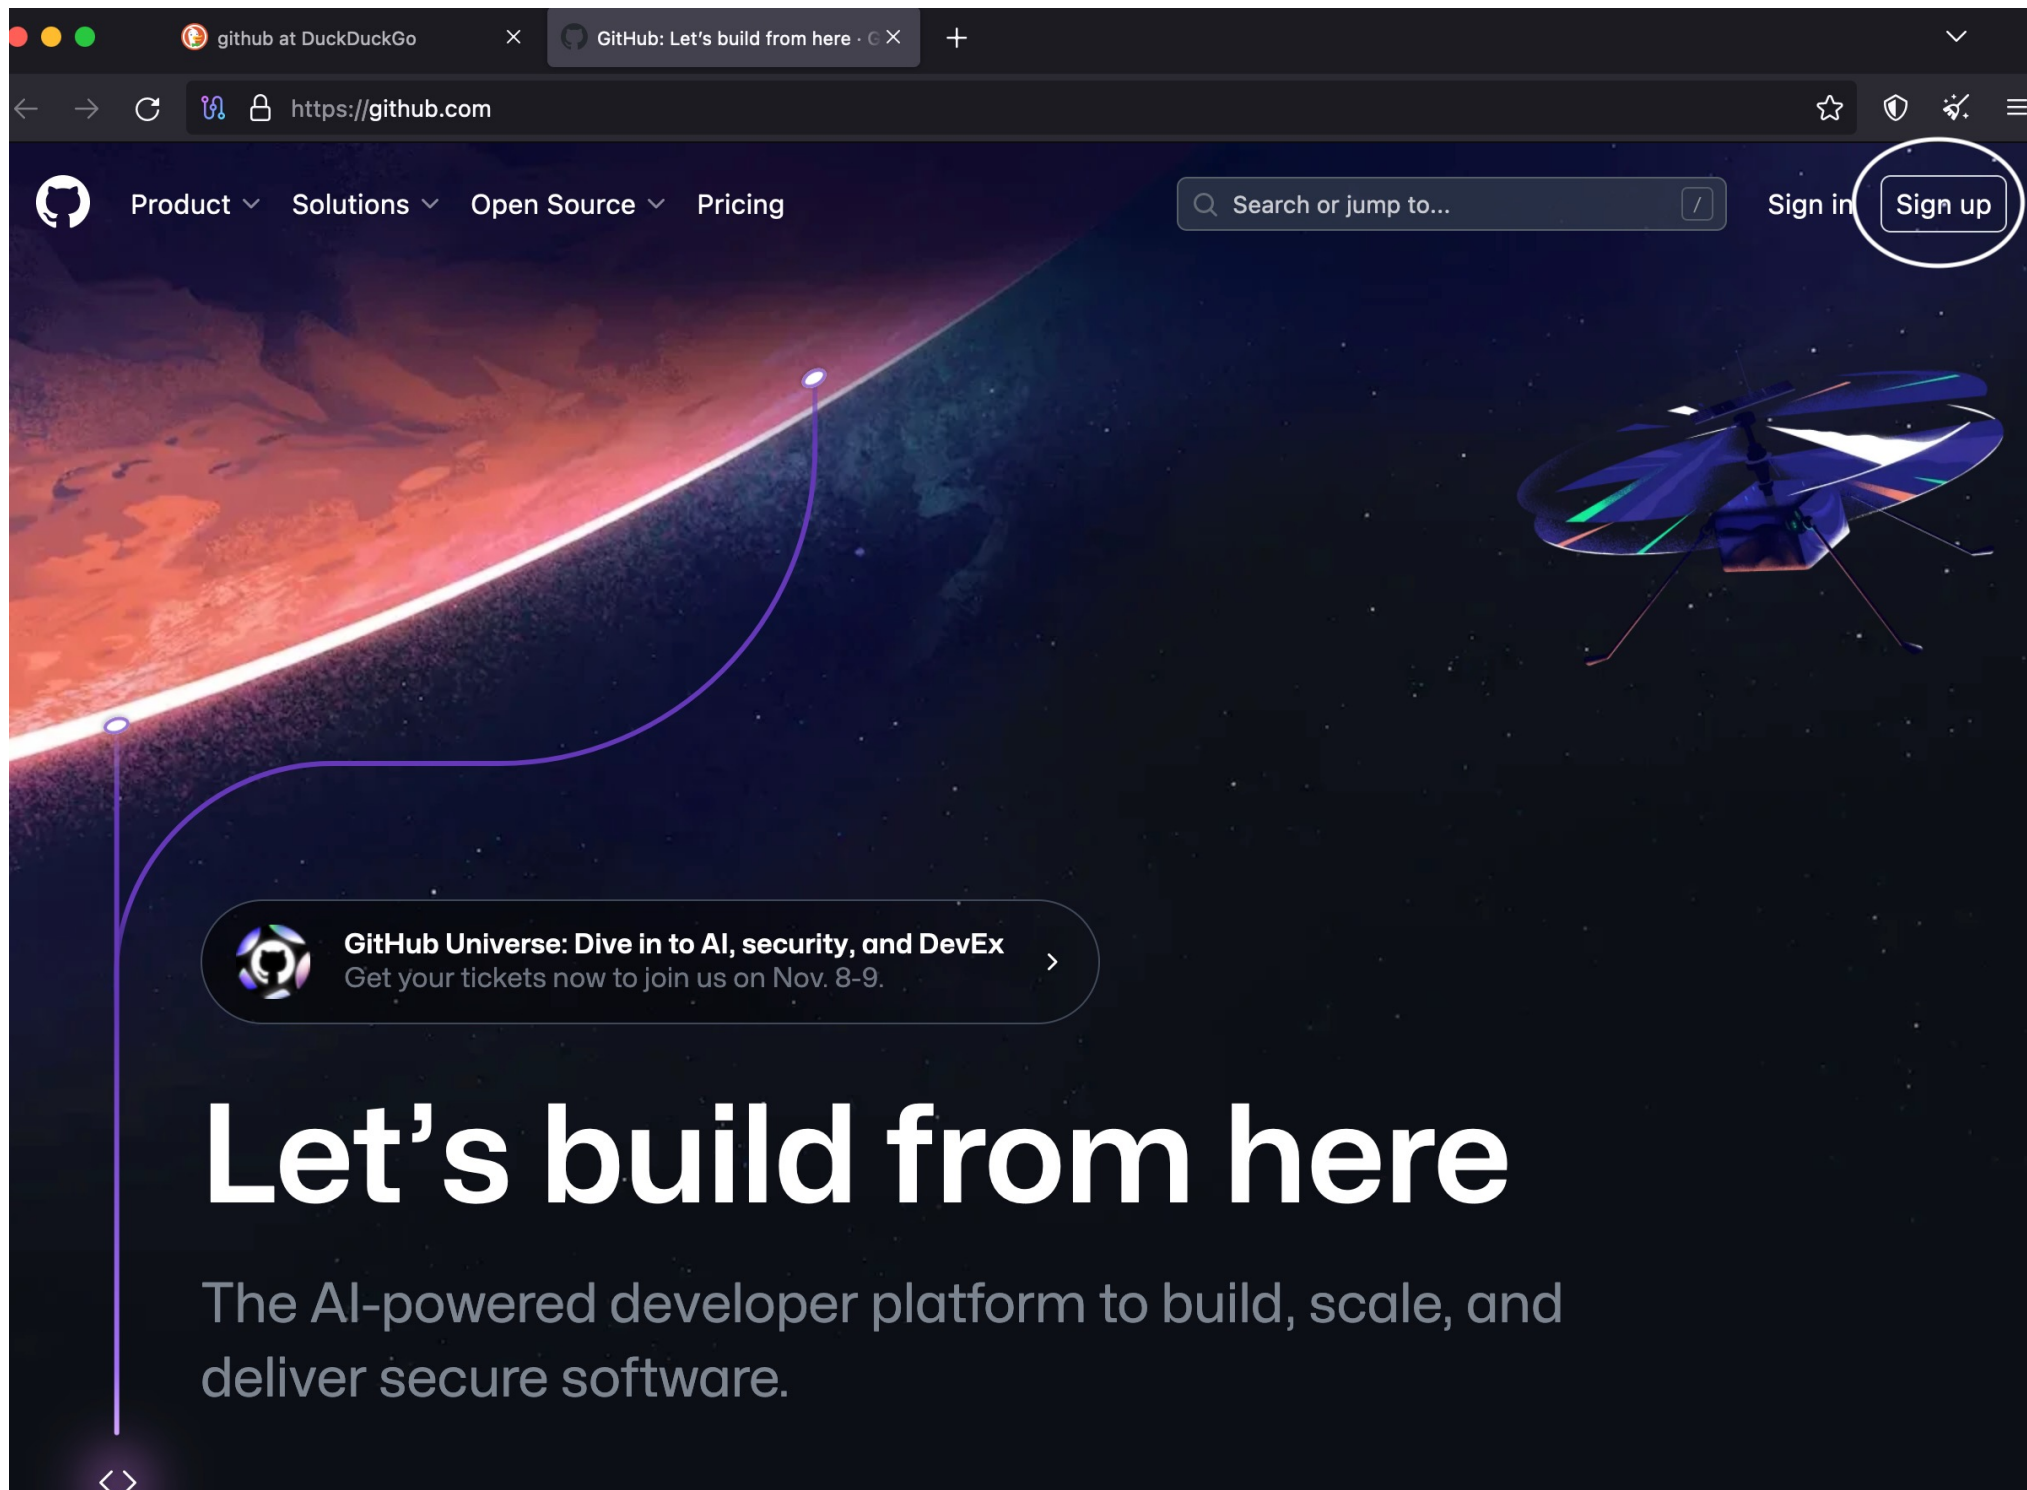 github at DuckDuckGo
GitHub: Let's build from here · G
https://github.com
Product
Solutions
Open Source
Pricing
Search or jump to...
/
Sign in
Sign up
GitHub Universe: Dive in to AI, security, and DevEx
Get your tickets now to join us on Nov. 8-9.
Let's build from here
The AI-powered developer platform to build, scale, and
deliver secure software.